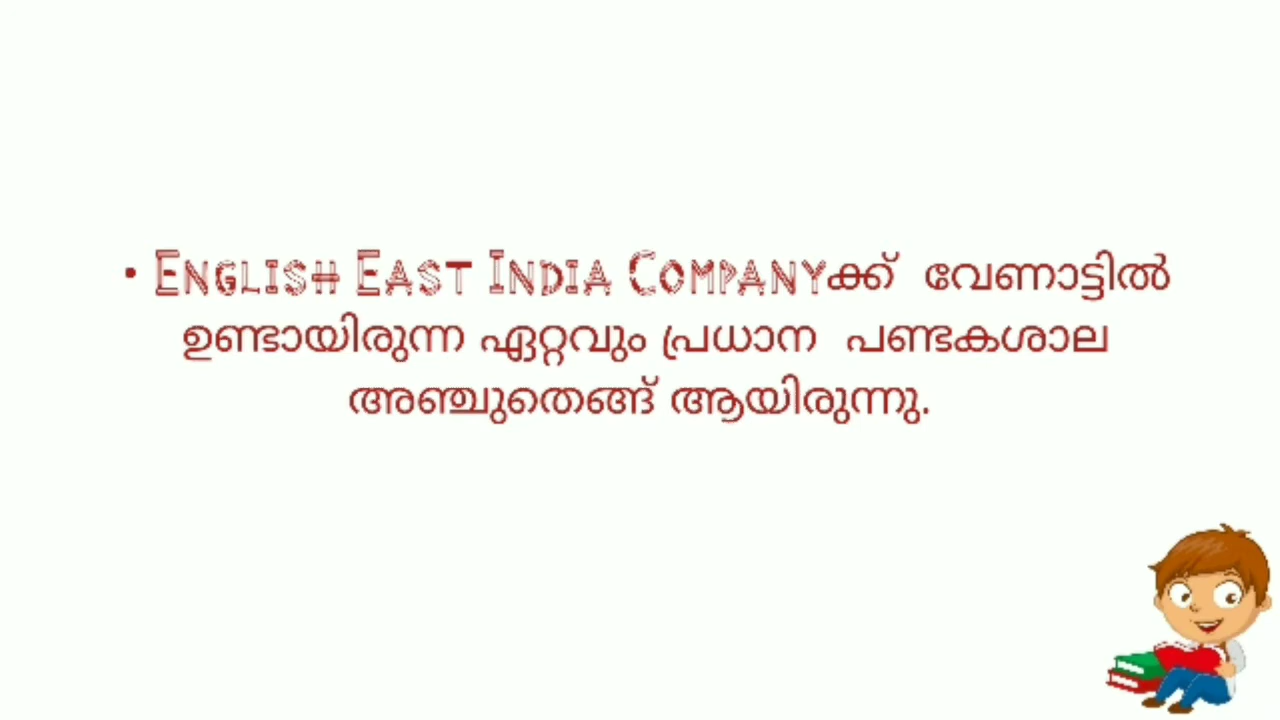 • English East India Companyക്ക് വേണാട്ടിൽ
ഉണ്ടായിരുന്ന ഏറ്റവും പ്രധാന പണ്ടകശാല
അഞ്ചുതെങ്ങ് ആയിരുന്നു.